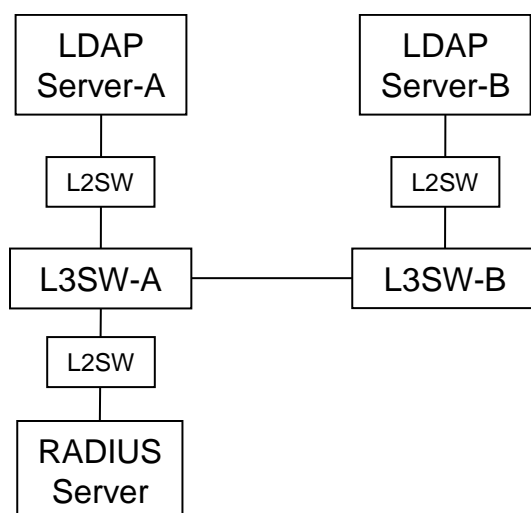 LDAP
Server-A
LDAP
Server-B
L2SW
L2SW
L3SW-A
L3SW-B
L2SW
RADIUS
Server